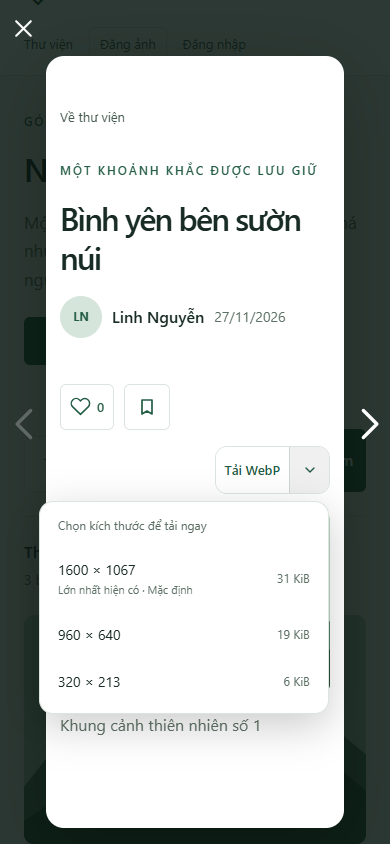 Thư viện
Đăng ảnh
Đăng nhập
Về thư viện
MỘT KHOẢNH KHẮC ĐƯỢC LƯU GIỮ
Bình yên bên sườn
núi
LN
Linh Nguyễn
27/11/2026
0
Tải WebP
Chọn kích thước để tải ngay
1600 × 1067
31 KiB
Lớn nhất hiện có · Mặc định
960 × 640
19 KiB
320 × 213
6 KiB
Khung cảnh thiên nhiên số 1